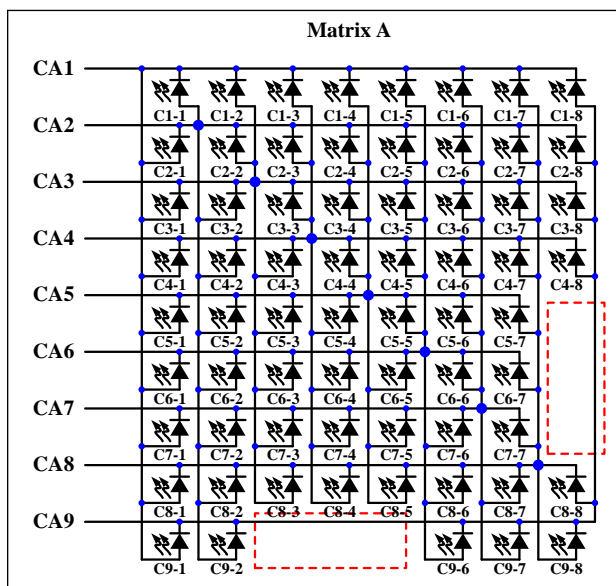 Matrix A
CA1
C1-1 C1-2 C1-3 C1-4 C1-5 C1-6 C1-7 C1-8
CA2
C2-1 C2-2 C2-3 C2-4 C2-5 C2-6 C2-7 C2-8
CA3
C3-1 C3-2 C3-3 C3-4 C3-5 C3-6 C3-7 C3-8
CA4
C4-1 C4-2 C4-3 C4-4 C4-5 C4-6 C4-7 C4-8
CA5
C5-1 C5-2 C5-3 C5-4 C5-5 C5-6 C5-7
CA6
C6-1 C6-2 C6-3 C6-4 C6-5 C6-6 C6-7
CA7
C7-1 C7-2 C7-3 C7-4 C7-5 C7-6 C7-7
CA8
C8-1 C8-2 C8-3 C8-4 C8-5 C8-6 C8-7 C8-8
CA9
C9-1 C9-2 C9-6 C9-7 C9-8